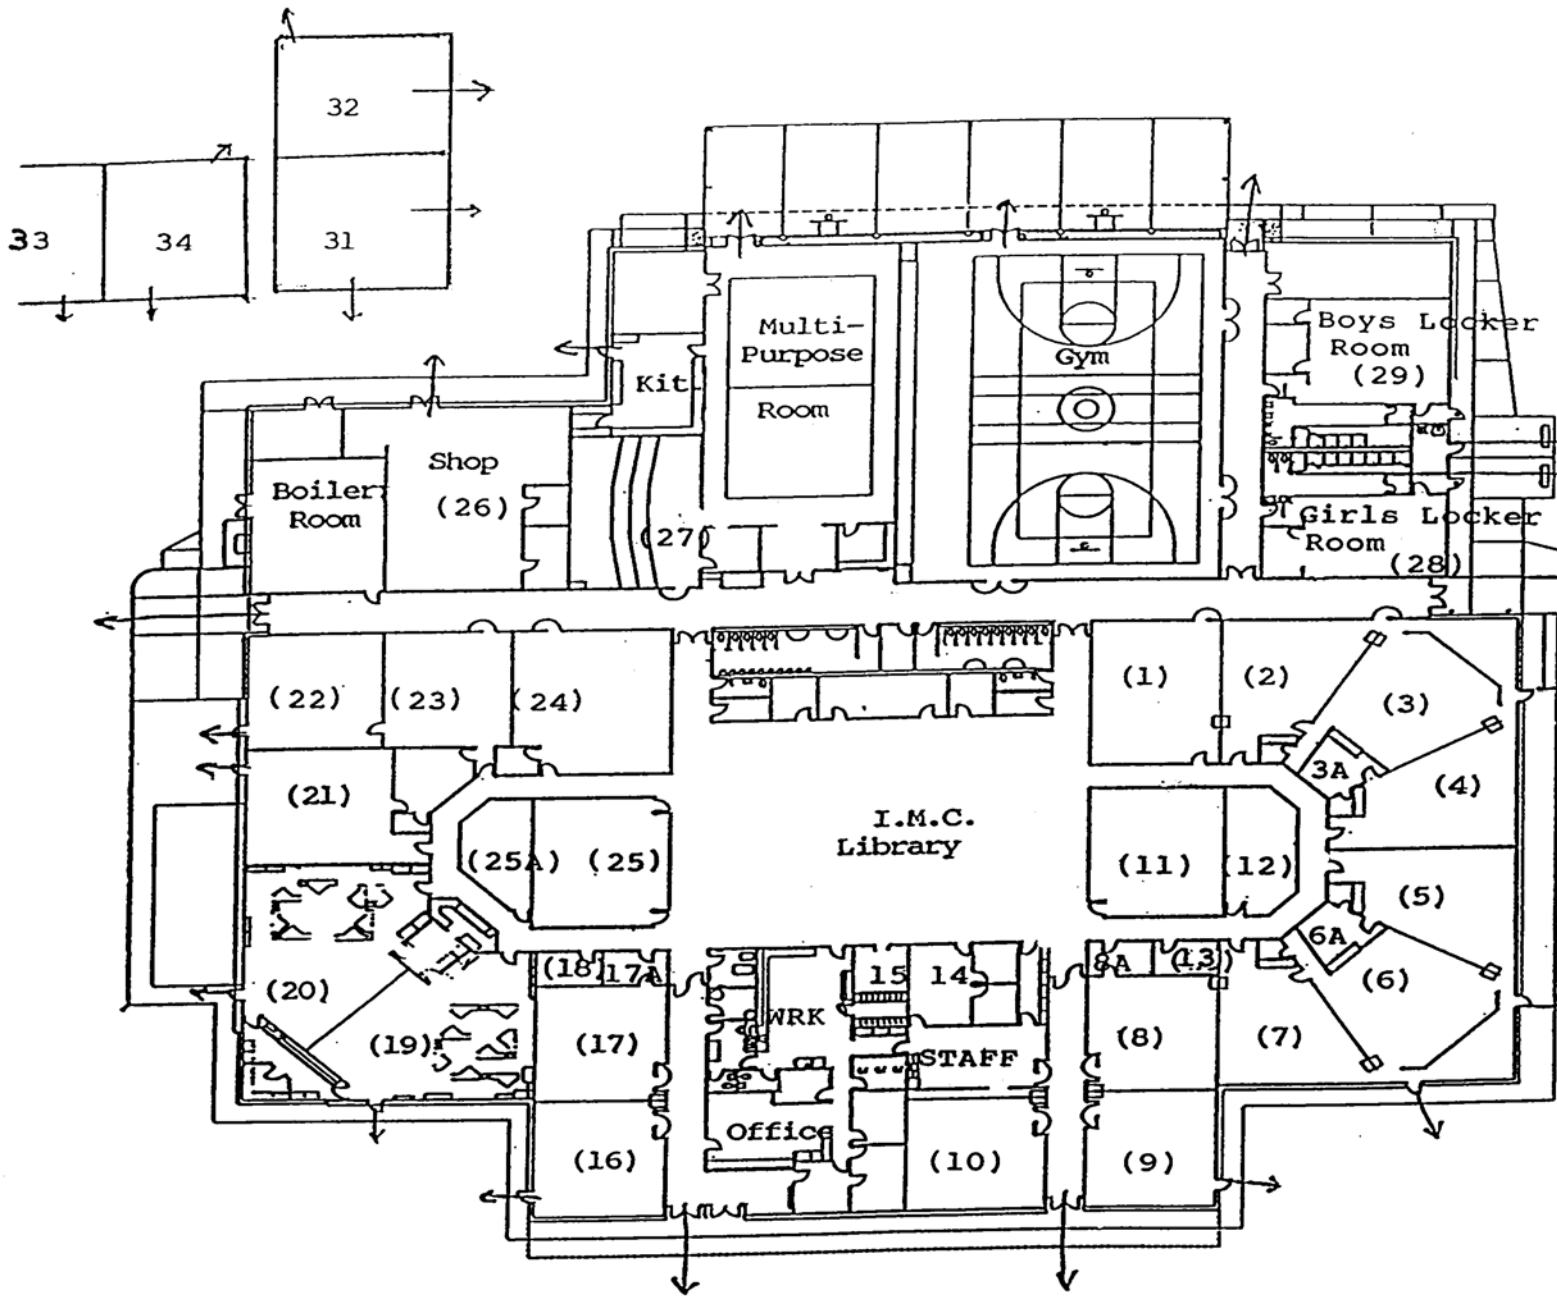 32
33
34
31
Multi-
Purpose
Room
Gym
Boys Locker
Room
(29)
Kit.
Shop
(26)
Boiler
Room
(27)
Girls Locker
Room
(28)
(22)
(23)
(24)
(1)
(2)
(3)
3A
(4)
(21)
I.M.C.
Library
(25A)
(25)
(11)
(12)
(5)
6A
(6)
(18)
17A
15
14
8A
(13)
(20)
(19)
(17)
WRK
STAFF
(8)
(7)
Office
(16)
(10)
(9)